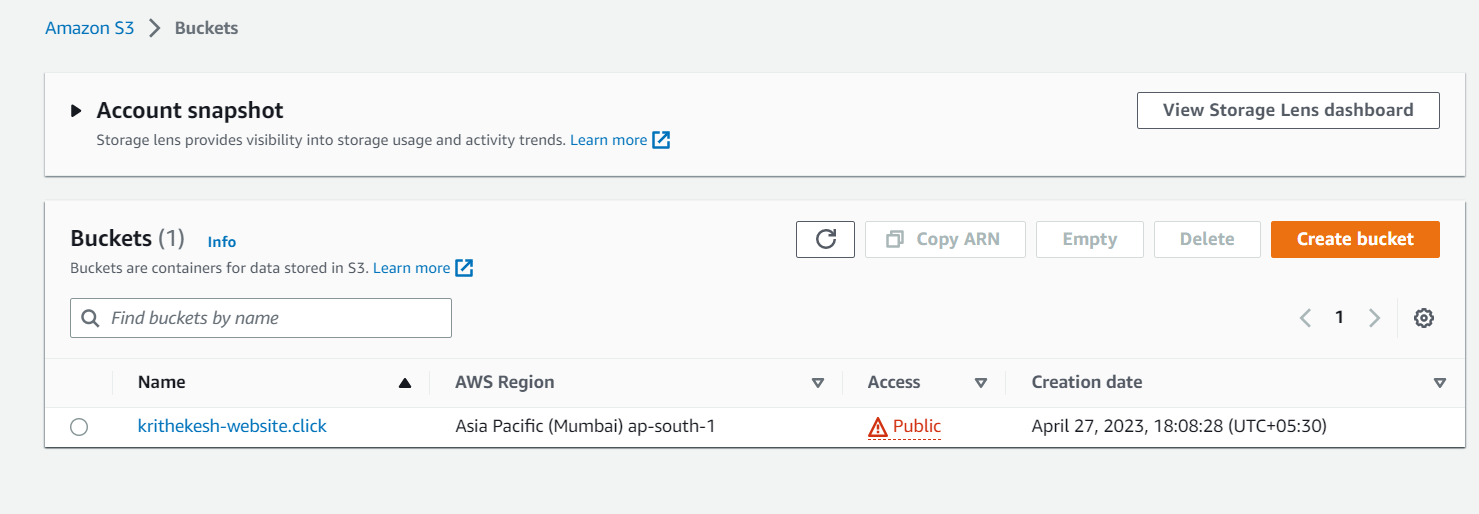 Amazon S3 > Buckets
Account snapshot
View Storage Lens dashboard
Storage lens provides visibility into storage usage and activity trends. Learn more
Buckets (1) Info
Copy ARN Empty Delete Create bucket
Buckets are containers for data stored in S3. Learn more
Find buckets by name
1
Name AWS Region Access Creation date
krithekesh-website.click Asia Pacific (Mumbai) ap-south-1 Public April 27, 2023, 18:08:28 (UTC+05:30)